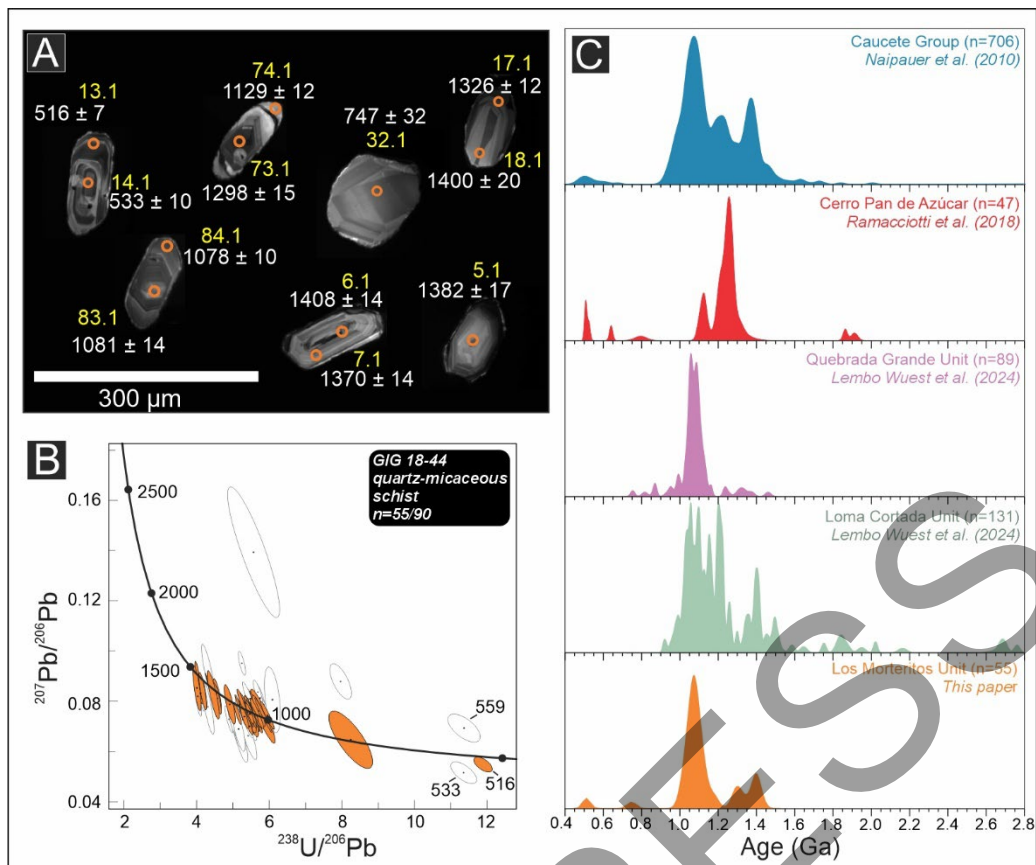 A
13.1
516 ± 7
14.1
533 ± 10
74.1
1129 ± 12
73.1
1298 ± 15
747 ± 32
32.1
17.1
1326 ± 12
18.1
1400 ± 20
84.1
1078 ± 10
83.1
1081 ± 14
6.1
1408 ± 14
7.1
1370 ± 14
5.1
1382 ± 17
300 µm
B
GIG 18-44
quartz-micaceous
schist
n=55/90
0.16
0.12
0.08
0.04
207Pb/206Pb
2500
2000
1500
1000
559
533
516
2 4 6 8 10 12
238U/206Pb
C
Caucete Group (n=706)
Naipauer et al. (2010)
Cerro Pan de Azúcar (n=47)
Ramacciotti et al. (2018)
Quebrada Grande Unit (n=89)
Lembo Wuest et al. (2024)
Loma Cortada Unit (n=131)
Lembo Wuest et al. (2024)
Los Morteritos Unit (n=55)
This paper
0.4 0.6 0.8 1.0 1.2 1.4 1.6 1.8 2.0 2.2 2.4 2.6 2.8
Age (Ga)